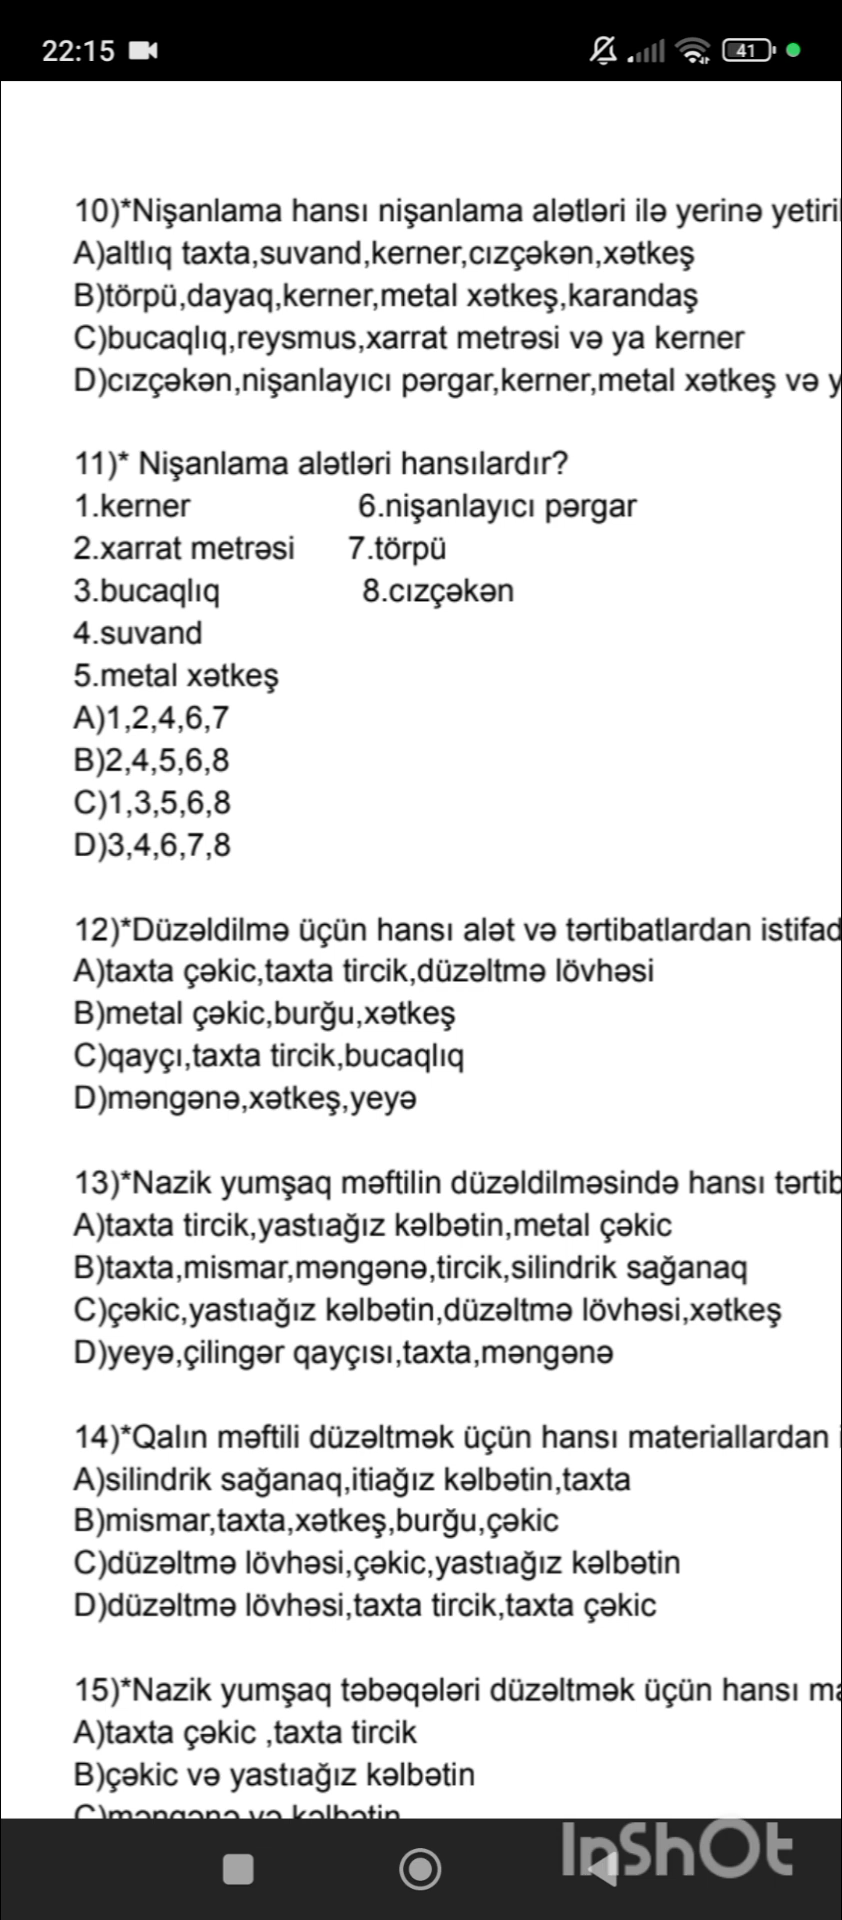 22:15
41
10)*Nişanlama hansı nişanlama alətləri ilə yerinə yetiril
A)altlıq taxta,suvand,kerner,cızçəkən,xətkeş
B)törpü,dayaq,kerner,metal xətkeş,karandaş
C)bucaqlıq,reysmus,xarrat metrəsi və ya kerner
D)cızçəkən,nişanlayıcı pərgar,kerner,metal xətkeş və y
11)* Nişanlama alətləri hansılardır?
1.kerner 6.nişanlayıcı pərgar
2.xarrat metrəsi 7.törpü
3.bucaqlıq 8.cızçəkən
4.suvand
5.metal xətkeş
A)1,2,4,6,7
B)2,4,5,6,8
C)1,3,5,6,8
D)3,4,6,7,8
12)*Düzəldilmə üçün hansı alət və tərtibatlardan istifad
A)taxta çəkic,taxta tircik,düzəltmə lövhəsi
B)metal çəkic,burğu,xətkeş
C)qayçı,taxta tircik,bucaqlıq
D)məngənə,xətkeş,yeyə
13)*Nazik yumşaq məftilin düzəldilməsində hansı tərtib
A)taxta tircik,yastıağız kəlbətin,metal çəkic
B)taxta,mismar,məngənə,tircik,silindrik sağanaq
C)çəkic,yastıağız kəlbətin,düzəltmə lövhəsi,xətkeş
D)yeyə,çilingər qayçısı,taxta,məngənə
14)*Qalın məftili düzəltmək üçün hansı materiallardan i
A)silindrik sağanaq,itiağız kəlbətin,taxta
B)mismar,taxta,xətkeş,burğu,çəkic
C)düzəltmə lövhəsi,çəkic,yastıağız kəlbətin
D)düzəltmə lövhəsi,taxta tircik,taxta çəkic
15)*Nazik yumşaq təbəqələri düzəltmək üçün hansı ma
A)taxta çəkic ,taxta tircik
B)çəkic və yastıağız kəlbətin
C)məngənə və kəlbətin
InShOt